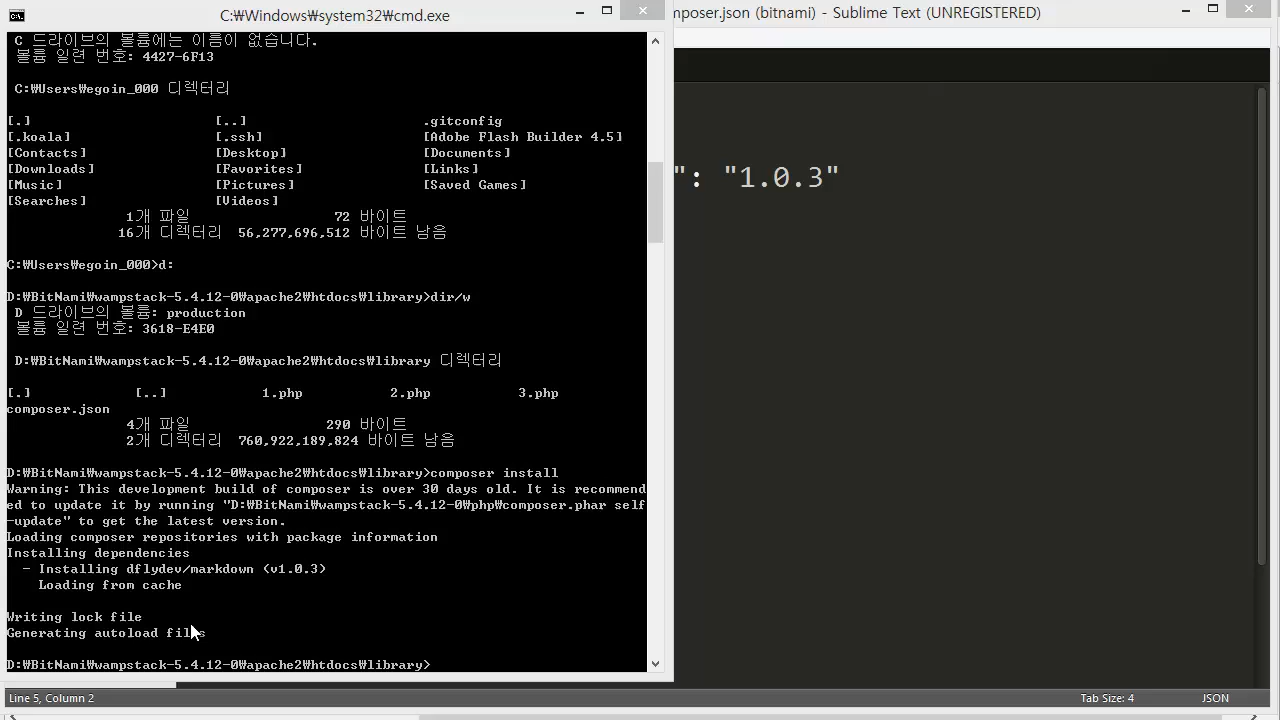 C:₩Windows₩system32₩cmd.exe
mposer.json (bitnami) - Sublime Text (UNREGISTERED)
C 드라이브의 볼륨에는 이름이 없습니다.
볼륨 일련 번호: 4427-6F13
C:₩Users₩egoin_000 디렉터리
[.] [..] .gitconfig
[.koala] [.ssh] [Adobe Flash Builder 4.5]
[Contacts] [Desktop] [Documents]
[Downloads] [Favorites] [Links]
[Music] [Pictures] [Saved Games]
[Searches] [Videos]
1개 파일 72 바이트
16개 디렉터리 56,277,696,512 바이트 남음
C:₩Users₩egoin_000>d:
D:₩BitNami₩wampstack-5.4.12-0₩apache2₩htdocs₩library>dir/w
D 드라이브의 볼륨: production
볼륨 일련 번호: 3618-E4E0
D:₩BitNami₩wampstack-5.4.12-0₩apache2₩htdocs₩library 디렉터리
[.] [..] 1.php 2.php 3.php
composer.json
4개 파일 290 바이트
2개 디렉터리 760,922,189,824 바이트 남음
D:₩BitNami₩wampstack-5.4.12-0₩apache2₩htdocs₩library>composer install
Warning: This development build of composer is over 30 days old. It is recommend
ed to update it by running "D:₩BitNami₩wampstack-5.4.12-0₩php₩composer.phar self
-update" to get the latest version.
Loading composer repositories with package information
Installing dependencies
- Installing dflydev/markdown (v1.0.3)
Loading from cache
Writing lock file
Generating autoload files
D:₩BitNami₩wampstack-5.4.12-0₩apache2₩htdocs₩library>
": "1.0.3"
Line 5, Column 2
Tab Size: 4
JSON